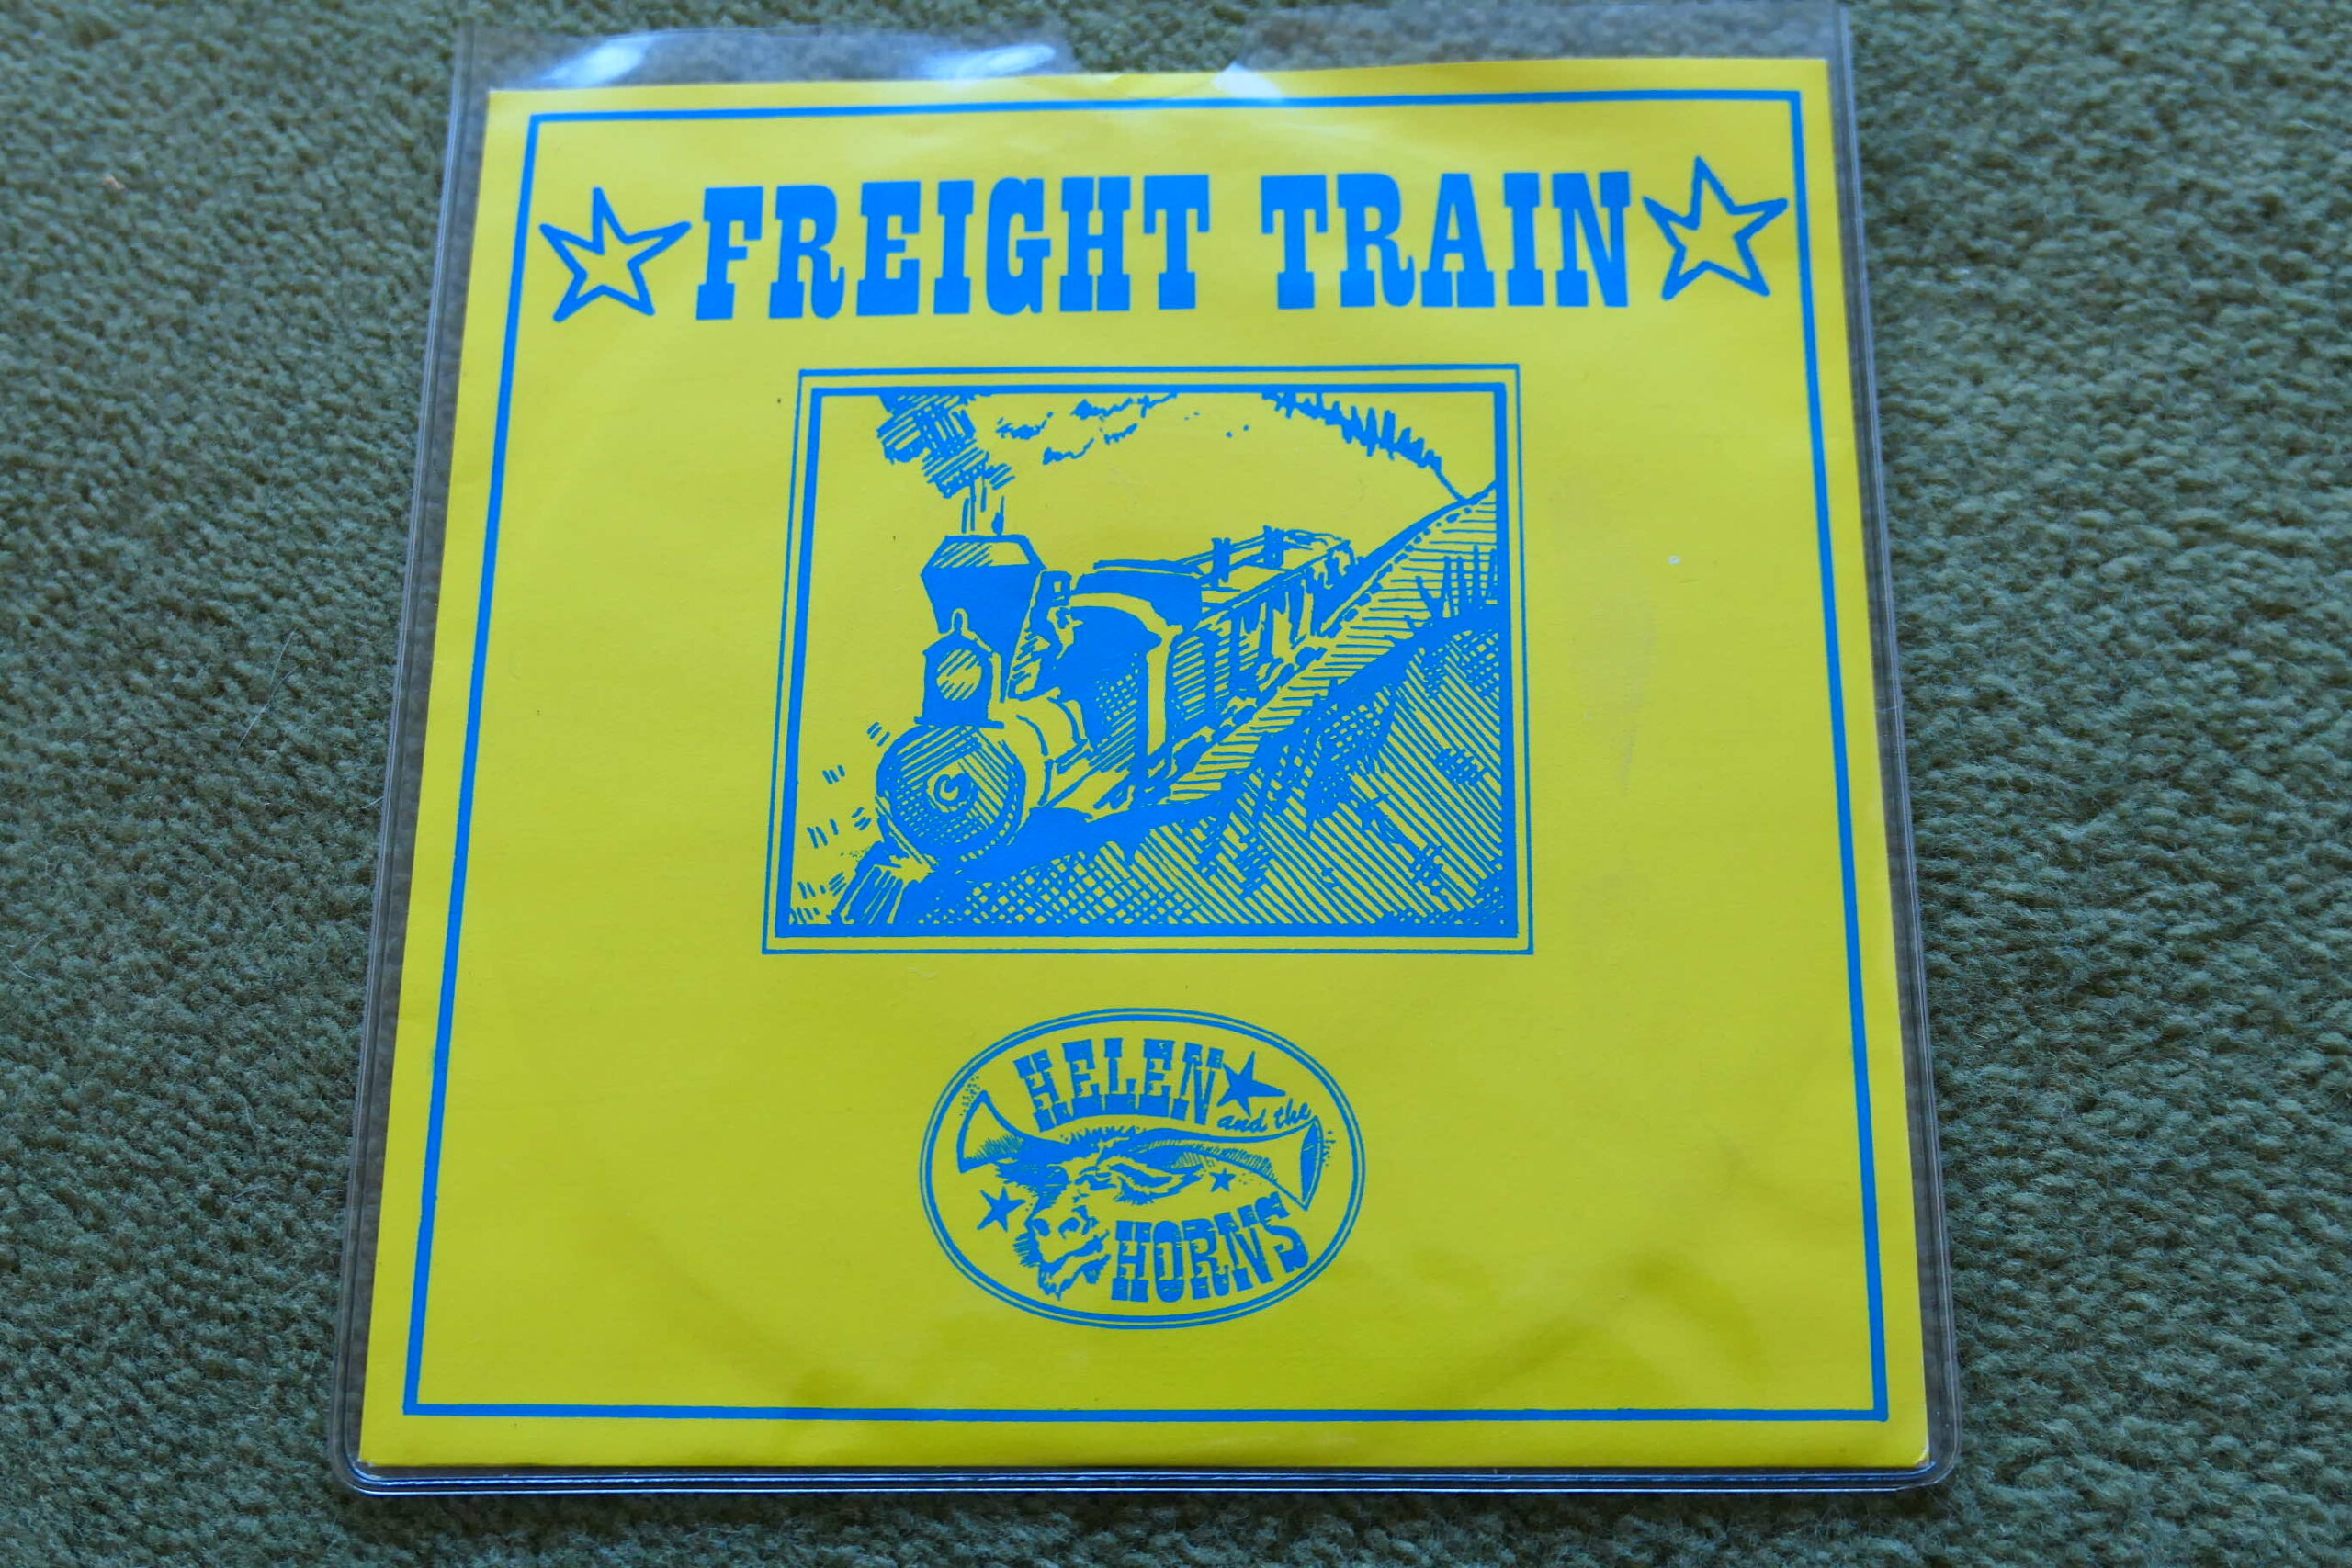 FREIGHT TRAIN
HELEN
and the
HORNS